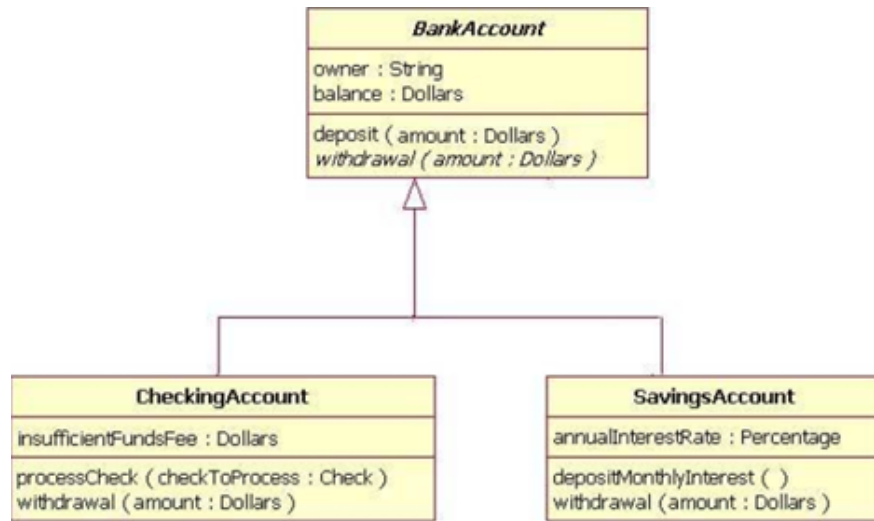 BankAccount
owner : String
balance : Dollars
deposit ( amount : Dollars )
withdrawal ( amount : Dollars )
CheckingAccount
insufficientFundsFee : Dollars
processCheck ( checkToProcess : Check )
withdrawal ( amount : Dollars )
SavingsAccount
annualInterestRate : Percentage
depositMonthlyInterest ( )
withdrawal ( amount : Dollars )